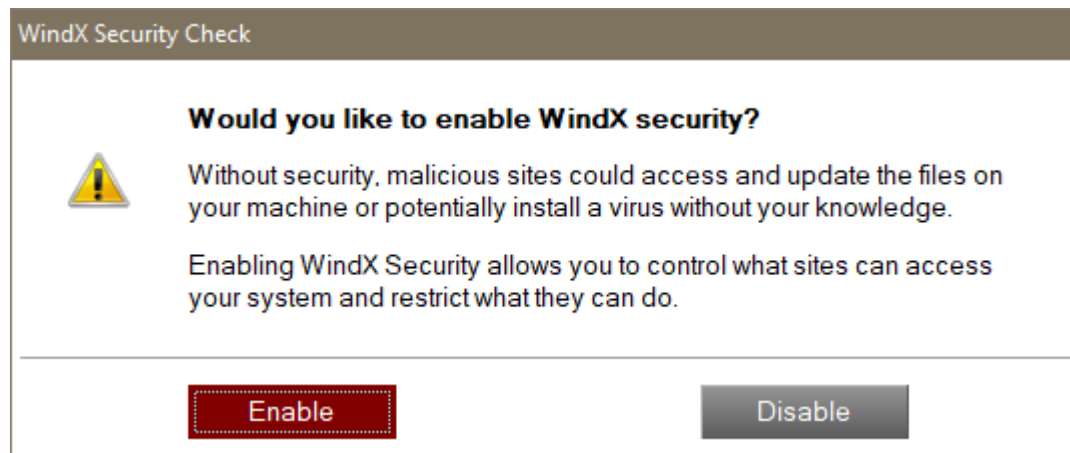 WindX Security Check
Would you like to enable WindX security?
Without security, malicious sites could access and update the files on
your machine or potentially install a virus without your knowledge.
Enabling WindX Security allows you to control what sites can access
your system and restrict what they can do.
Enable
Disable